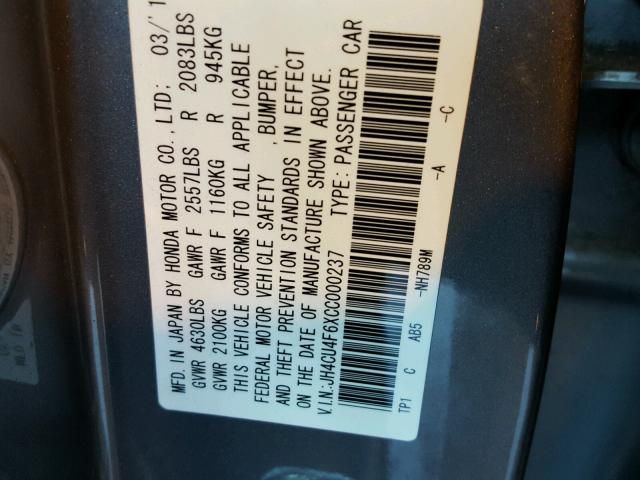 MFD. IN JAPAN BY HONDA MOTOR CO., LTD: 03/'1
GVWR 4630LBS GAWR F 2557LBS R 2083LBS
GVWR 2100KG GAWR F 1160KG R 945KG
THIS VEHICLE CONFORMS TO ALL APPLICABLE
FEDERAL MOTOR VEHICLE SAFETY , BUMPER,
AND THEFT PREVENTION STANDARDS IN EFFECT
ON THE DATE OF MANUFACTURE SHOWN ABOVE.
V.I.N.:JH4CU4F6XCC000237 TYPE: PASSENGER CAR
TP1 C AB5 -NH789M -A -C